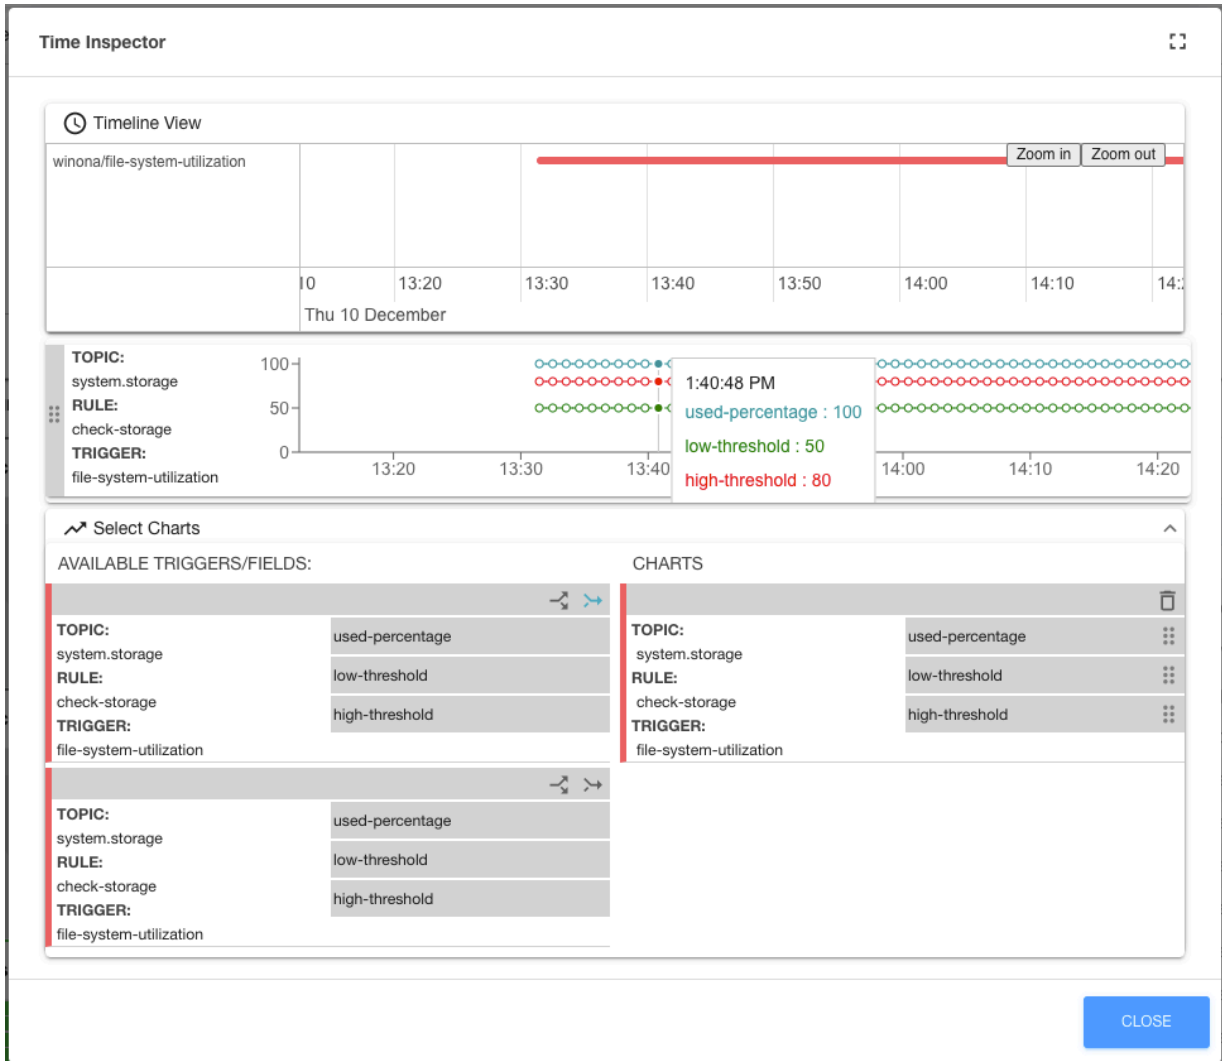 Time Inspector
Timeline View
winona/file-system-utilization
Zoom in
Zoom out
10
13:20
13:30
13:40
13:50
14:00
14:10
Thu 10 December
TOPIC:
system.storage
RULE:
check-storage
TRIGGER:
file-system-utilization
100
50
0
13:20
13:30
13:40
14:00
14:10
14:20
1:40:48 PM
used-percentage : 100
low-threshold : 50
high-threshold : 80
Select Charts
AVAILABLE TRIGGERS/FIELDS:
TOPIC:
system.storage
RULE:
check-storage
TRIGGER:
file-system-utilization
used-percentage
low-threshold
high-threshold
TOPIC:
system.storage
RULE:
check-storage
TRIGGER:
file-system-utilization
used-percentage
low-threshold
high-threshold
CHARTS
TOPIC:
system.storage
RULE:
check-storage
TRIGGER:
file-system-utilization
used-percentage
low-threshold
high-threshold
CLOSE